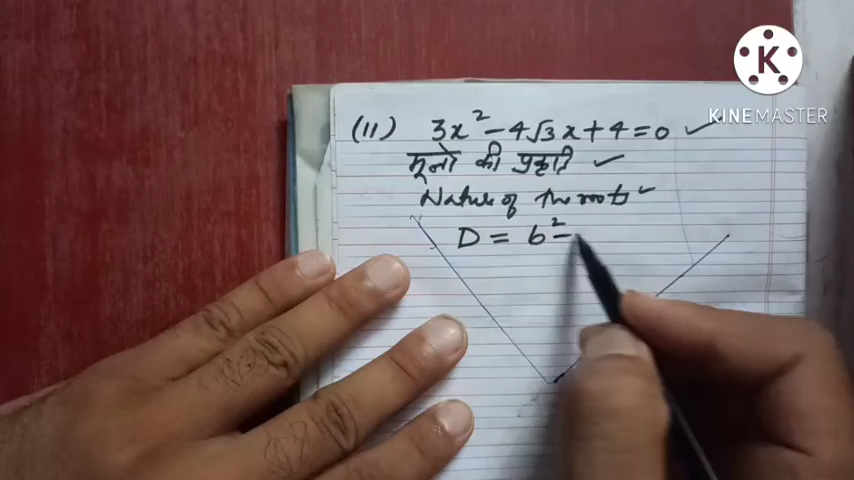 K
KINEMASTER
(11) 3x² - 4√3x + 4 = 0 ✓
मूलों की प्रकृति ✓
Nature of the roots ✓
D = b² -